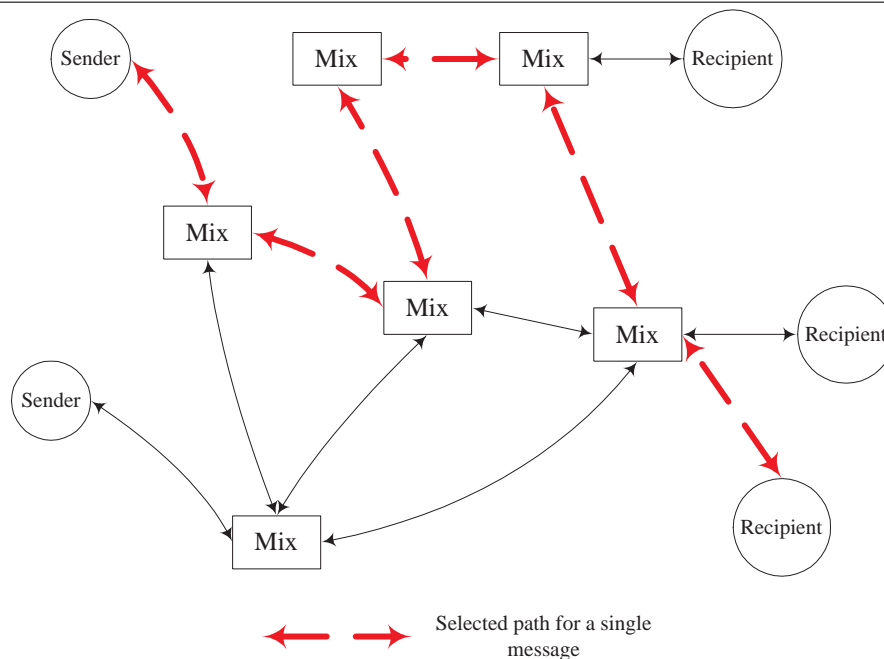 Sender
Mix
Mix
Recipient
Mix
Mix
Mix
Recipient
Sender
Mix
Recipient
Selected path for a single
message